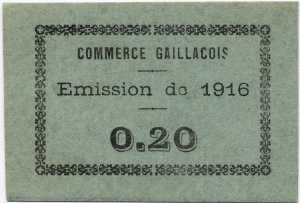 COMMERCE GAILLACOIS
Emission de 1916
0.20